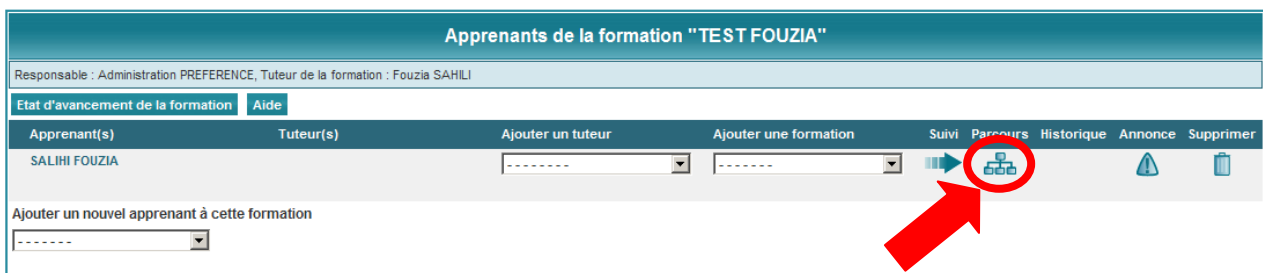 Apprenants de la formation "TEST FOUZIA"
Responsable : Administration PREFERENCE, Tuteur de la formation : Fouzia SAHILI
Etat d'avancement de la formation Aide
Apprenant(s) Tuteur(s) Ajouter un tuteur Ajouter une formation Suivi Parcours Historique Annonce Supprimer
SALIHI FOUZIA -------- -------
Ajouter un nouvel apprenant à cette formation
-------